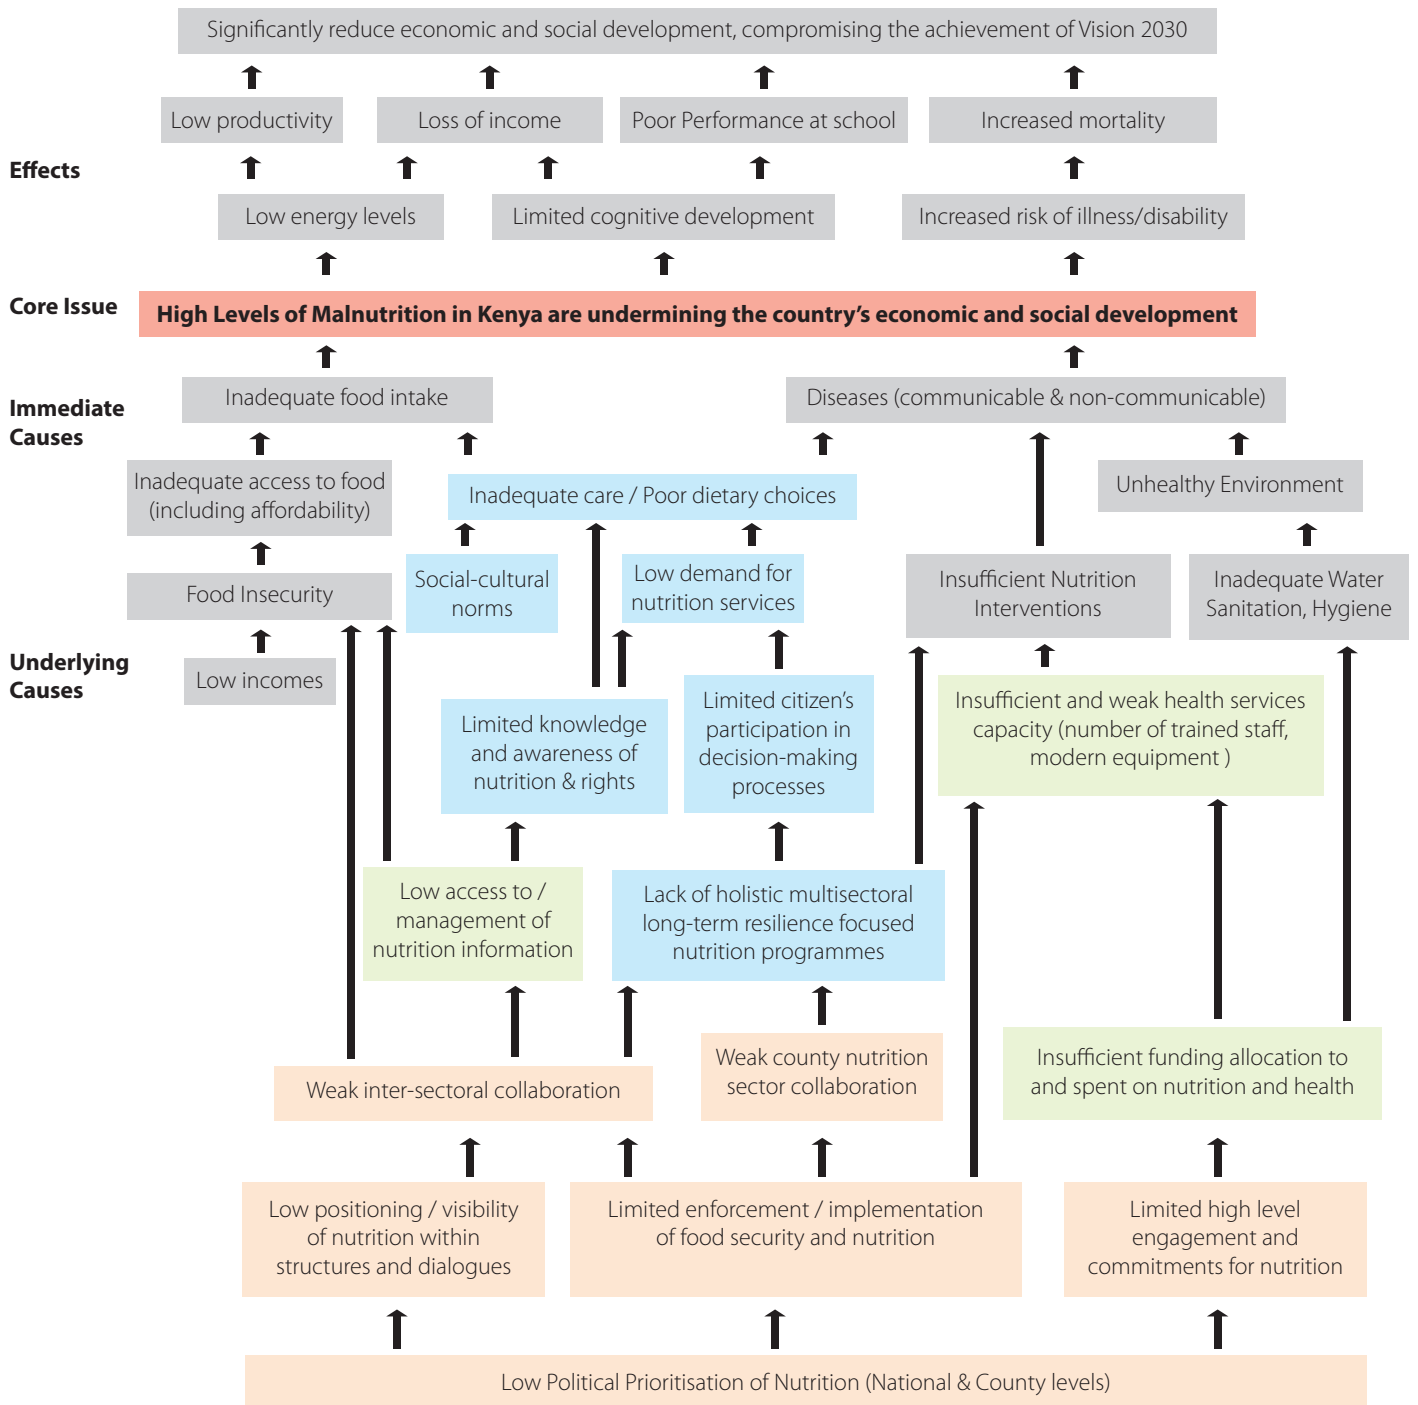 Significantly reduce economic and social development, compromising the achievement of Vision 2030
Low productivity
Loss of income
Poor Performance at school
Increased mortality
Effects
Low energy levels
Limited cognitive development
Increased risk of illness/disability
Core Issue
High Levels of Malnutrition in Kenya are undermining the country’s economic and social development
Immediate
Causes
Inadequate food intake
Diseases (communicable & non-communicable)
Inadequate access to food
(including affordability)
Inadequate care / Poor dietary choices
Unhealthy Environment
Food Insecurity
Social-cultural
norms
Low demand for
nutrition services
Insufficient Nutrition
Interventions
Inadequate Water
Sanitation, Hygiene
Underlying
Causes
Low incomes
Limited knowledge
and awareness of
nutrition & rights
Limited citizen’s
participation in
decision-making
processes
Insufficient and weak health services
capacity (number of trained staff,
modern equipment )
Low access to /
management of
nutrition information
Lack of holistic multisectoral
long-term resilience focused
nutrition programmes
Weak inter-sectoral collaboration
Weak county nutrition
sector collaboration
Insufficient funding allocation to
and spent on nutrition and health
Low positioning / visibility
of nutrition within
structures and dialogues
Limited enforcement / implementation
of food security and nutrition
Limited high level
engagement and
commitments for nutrition
Low Political Prioritisation of Nutrition (National & County levels)